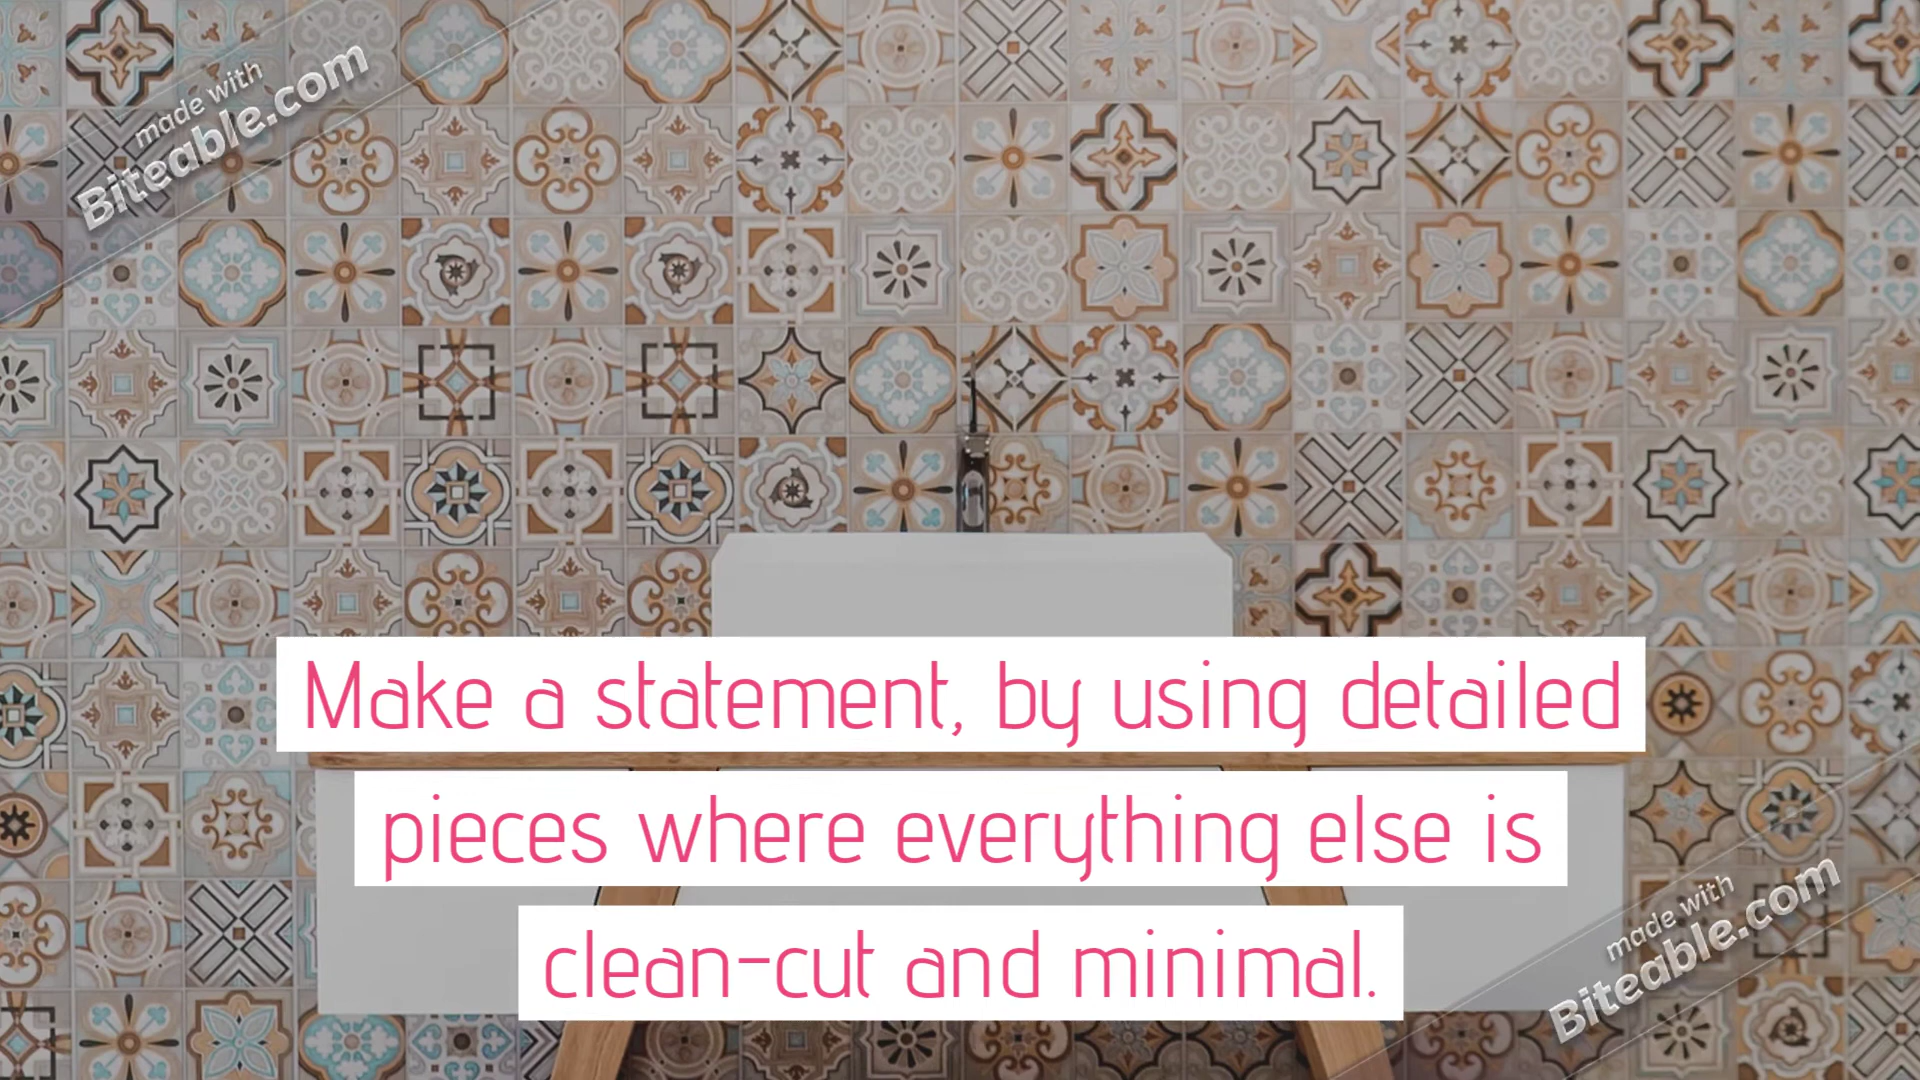 made with
Biteable.com
Make a statement, by using detailed
pieces where everything else is
clean-cut and minimal.
made with
Biteable.com